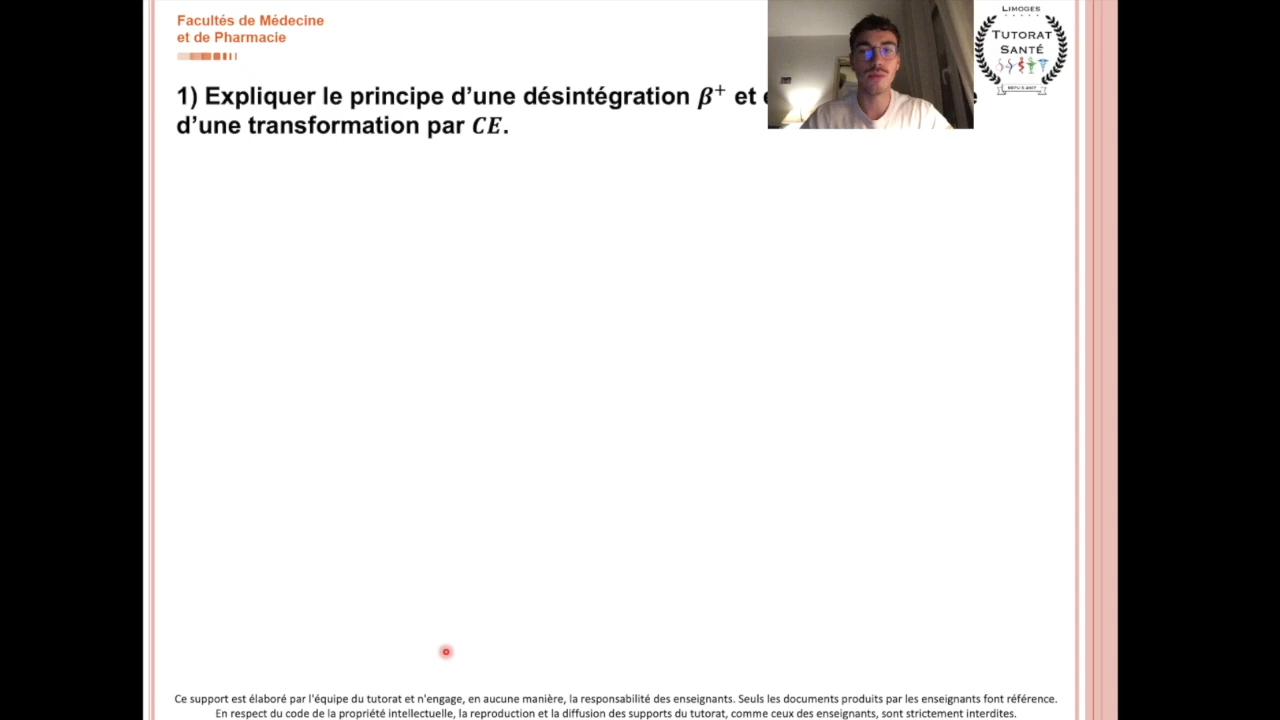 Facultés de Médecine
et de Pharmacie
LIMOGES
TUTORAT
SANTÉ
DEPUIS 2007
1) Expliquer le principe d’une désintégration β⁺ et
d’une transformation par CE.
Ce support est élaboré par l'équipe du tutorat et n'engage, en aucune manière, la responsabilité des enseignants. Seuls les documents produits par les enseignants font référence.
En respect du code de la propriété intellectuelle, la reproduction et la diffusion des supports du tutorat, comme ceux des enseignants, sont strictement interdites.